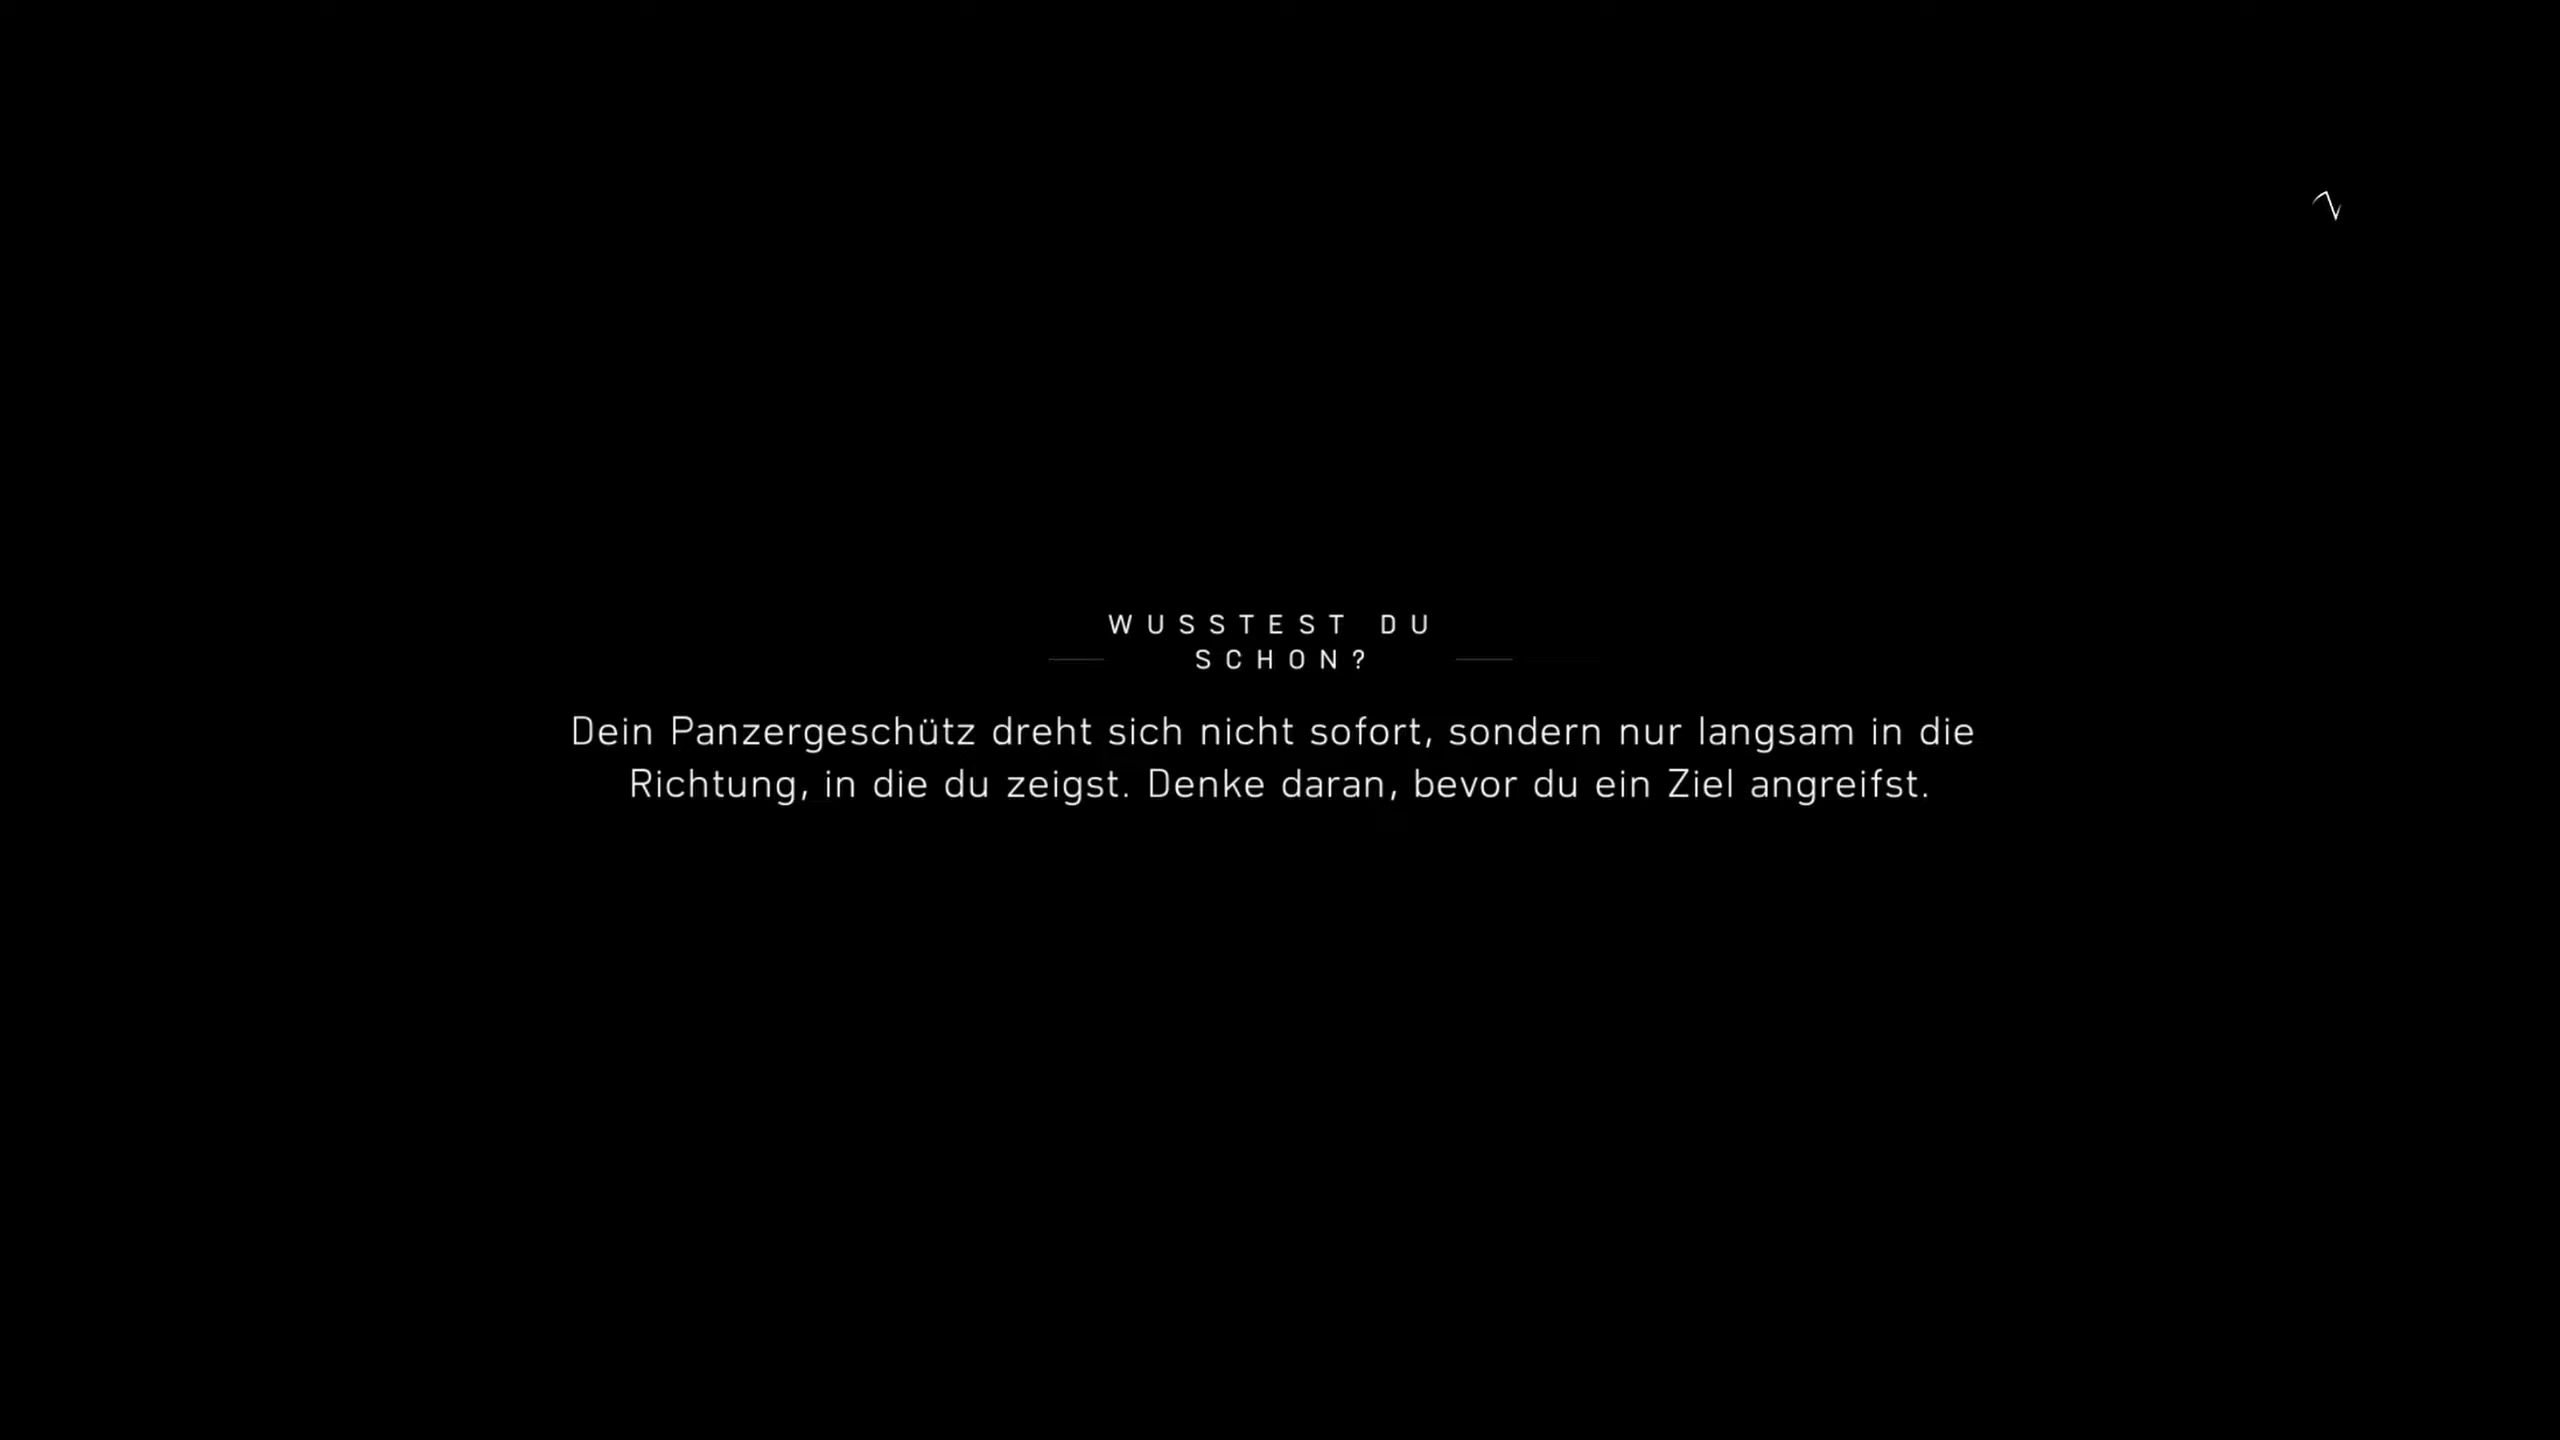 WUSSTEST DU
SCHON?
Dein Panzergeschütz dreht sich nicht sofort, sondern nur langsam in die
Richtung, in die du zeigst. Denke daran, bevor du ein Ziel angreifst.